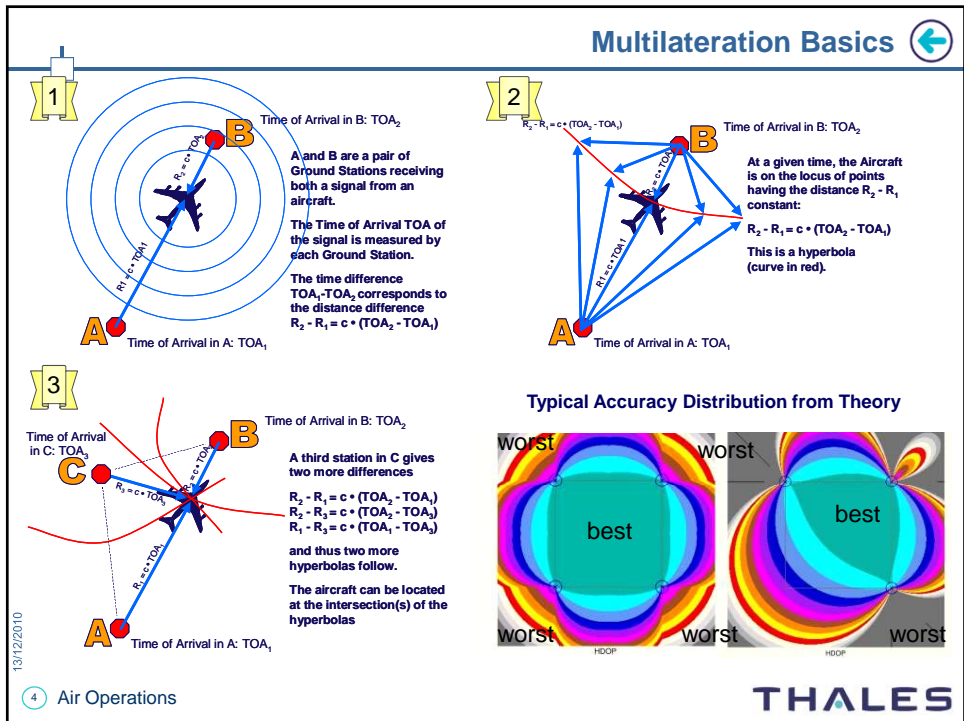 Multilateration Basics
1
Time of Arrival in B: TOA₂
B
R₂ = c • TOA₂
R1 = c • TOA1
A
Time of Arrival in A: TOA₁
A and B are a pair of
Ground Stations receiving
both a signal from an
aircraft.
The Time of Arrival TOA of
the signal is measured by
each Ground Station.
The time difference
TOA₁-TOA₂ corresponds to
the distance difference
R₂ - R₁ = c • (TOA₂ - TOA₁)
2
R₂ - R₁ = c • (TOA₂ - TOA₁)
Time of Arrival in B: TOA₂
B
R₂ = c • TOA
R1 = c • TOA1
A
Time of Arrival in A: TOA₁
At a given time, the Aircraft
is on the locus of points
having the distance R₂ - R₁
constant:
R₂ - R₁ = c • (TOA₂ - TOA₁)
This is a hyperbola
(curve in red).
3
Time of Arrival in B: TOA₂
B
Time of Arrival
in C: TOA₃
C
R₃ = c • TOA₃
R₂ = c • TOA
R₁ = c • TOA₁
A
Time of Arrival in A: TOA₁
A third station in C gives
two more differences
R₂ - R₁ = c • (TOA₂ - TOA₁)
R₂ - R₃ = c • (TOA₂ - TOA₃)
R₁ - R₃ = c • (TOA₁ - TOA₃)
and thus two more
hyperbolas follow.
The aircraft can be located
at the intersection(s) of the
hyperbolas
Typical Accuracy Distribution from Theory
worst
worst
best
worst
worst
HDOP
best
worst
HDOP
13/12/2010
4
Air Operations
THALES